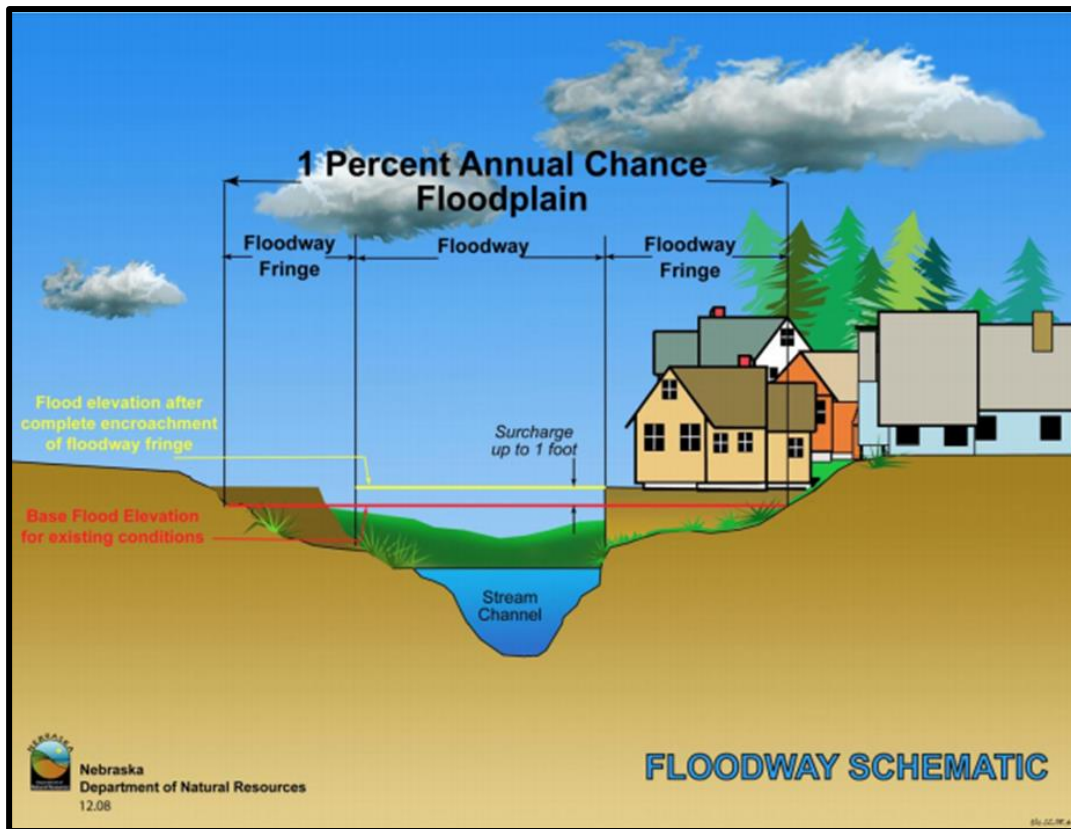 1 Percent Annual Chance
Floodplain
Floodway
Fringe
Floodway
Floodway
Fringe
Flood elevation after
complete encroachment
of floodway fringe
Surcharge
up to 1 foot
Base Flood Elevation
for existing conditions
Stream
Channel
NEBRASKA
Nebraska
Department of Natural Resources
12.08
FLOODWAY SCHEMATIC